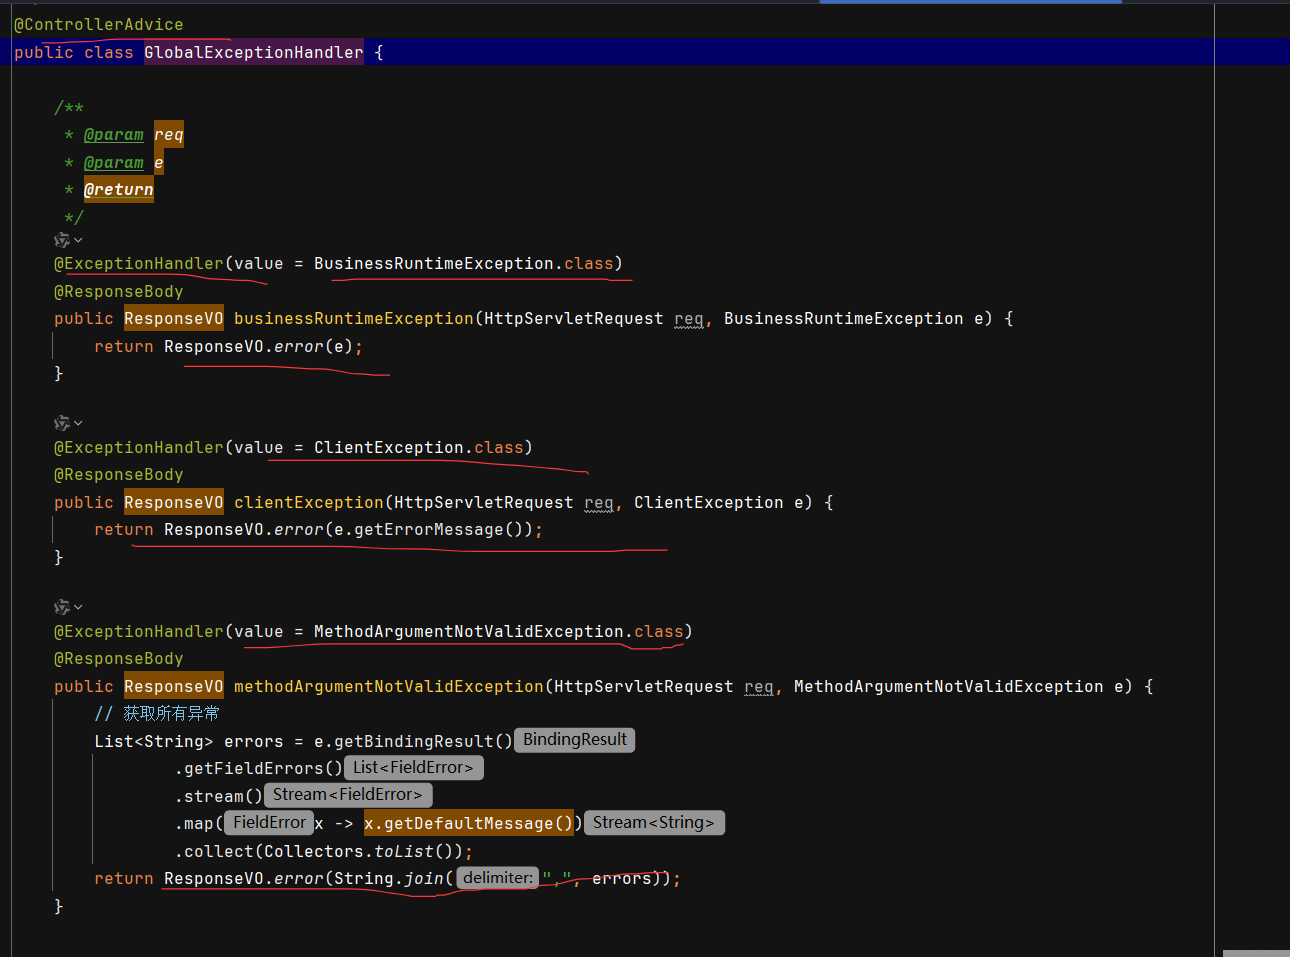 @ControllerAdvice
public class GlobalExceptionHandler {
/**
* @param req
* @param e
* @return
*/
@ExceptionHandler(value = BusinessRuntimeException.class)
@ResponseBody
public ResponseVO businessRuntimeException(HttpServletRequest req, BusinessRuntimeException e) {
return ResponseVO.error(e);
}
@ExceptionHandler(value = ClientException.class)
@ResponseBody
public ResponseVO clientException(HttpServletRequest req, ClientException e) {
return ResponseVO.error(e.getErrorMessage());
}
@ExceptionHandler(value = MethodArgumentNotValidException.class)
@ResponseBody
public ResponseVO methodArgumentNotValidException(HttpServletRequest req, MethodArgumentNotValidException e) {
// 获取所有异常
List<String> errors = e.getBindingResult() BindingResult
.getFieldErrors() List<FieldError>
.stream() Stream<FieldError>
.map( FieldError x -> x.getDefaultMessage()) Stream<String>
.collect(Collectors.toList());
return ResponseVO.error(String.join( delimiter: ",", errors));
}